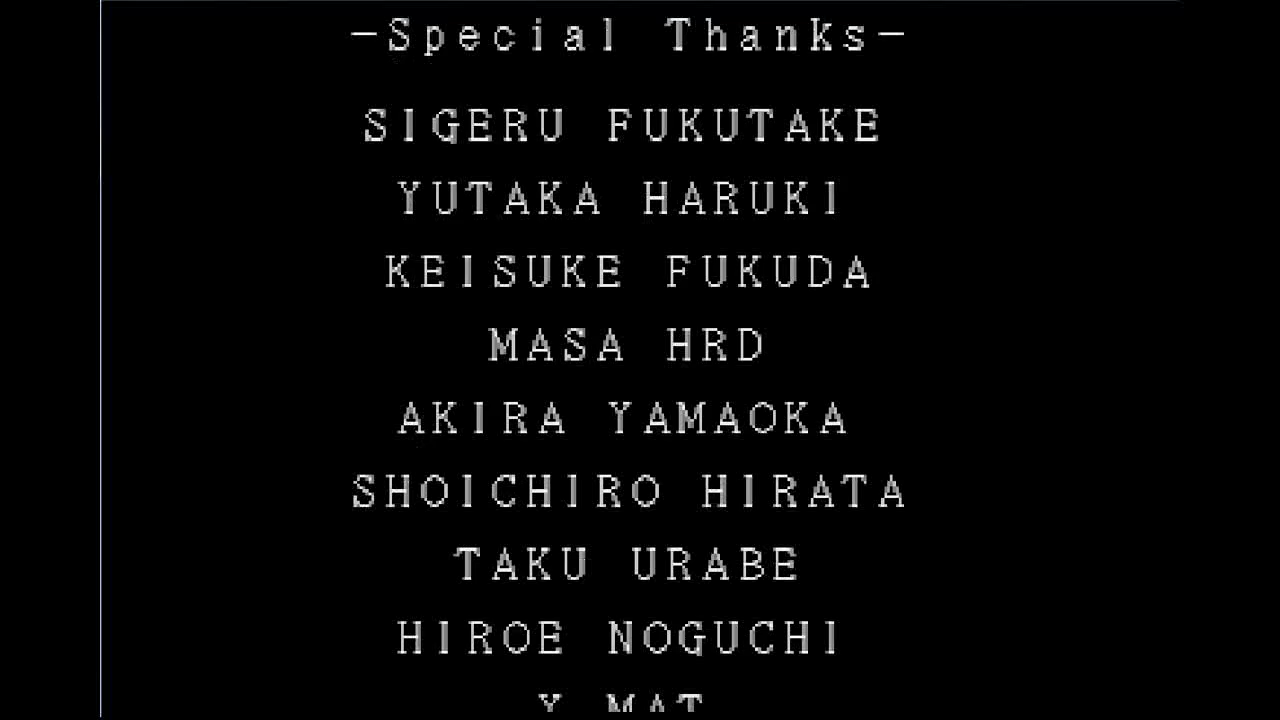 -Special Thanks-
SIGERU FUKUTAKE
YUTAKA HARUKI
KEISUKE FUKUDA
MASA HRD
AKIRA YAMAOKA
SHOICHIRO HIRATA
TAKU URABE
HIROE NOGUCHI